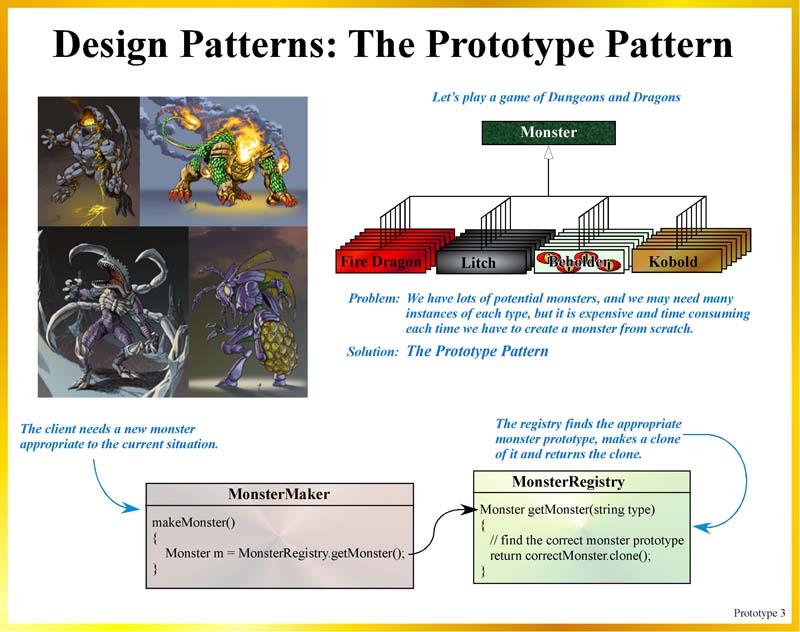 Design Patterns: The Prototype Pattern
Let's play a game of Dungeons and Dragons
Monster
Fire Dragon
Litch
Beholder
Kobold
Problem: We have lots of potential monsters, and we may need many
instances of each type, but it is expensive and time consuming
each time we have to create a monster from scratch.
Solution: The Prototype Pattern
The client needs a new monster
appropriate to the current situation.
The registry finds the appropriate
monster prototype, makes a clone
of it and returns the clone.
MonsterMaker
makeMonster()
{
Monster m = MonsterRegistry.getMonster();
}
MonsterRegistry
Monster getMonster(string type)
{
// find the correct monster prototype
return correctMonster.clone();
}
Prototype 3